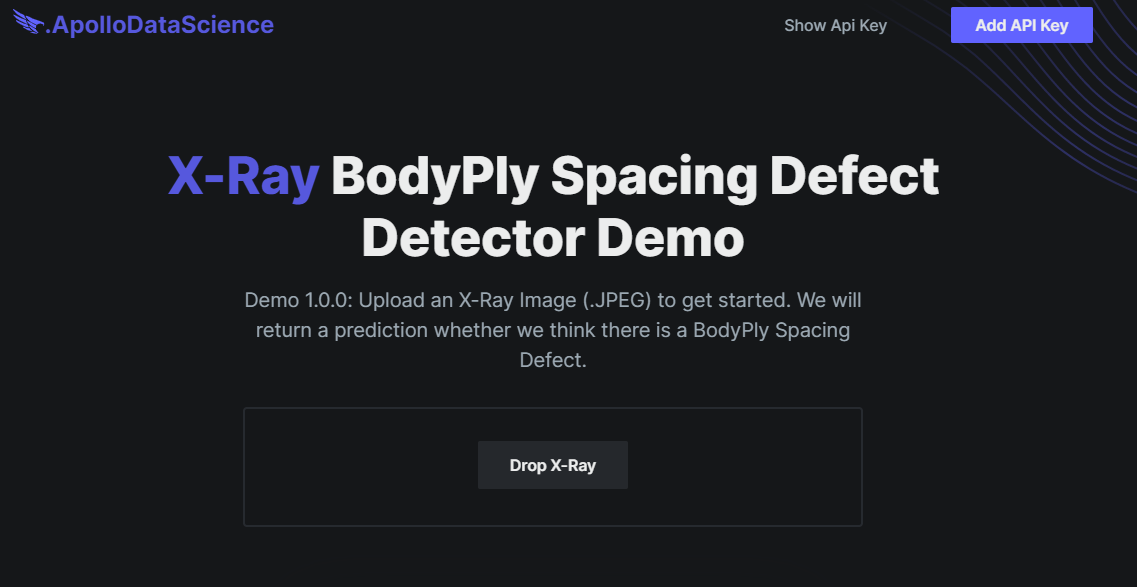 .ApolloDataScience
Show Api Key
Add API Key
X-Ray BodyPly Spacing Defect
Detector Demo
Demo 1.0.0: Upload an X-Ray Image (.JPEG) to get started. We will
return a prediction whether we think there is a BodyPly Spacing
Defect.
Drop X-Ray